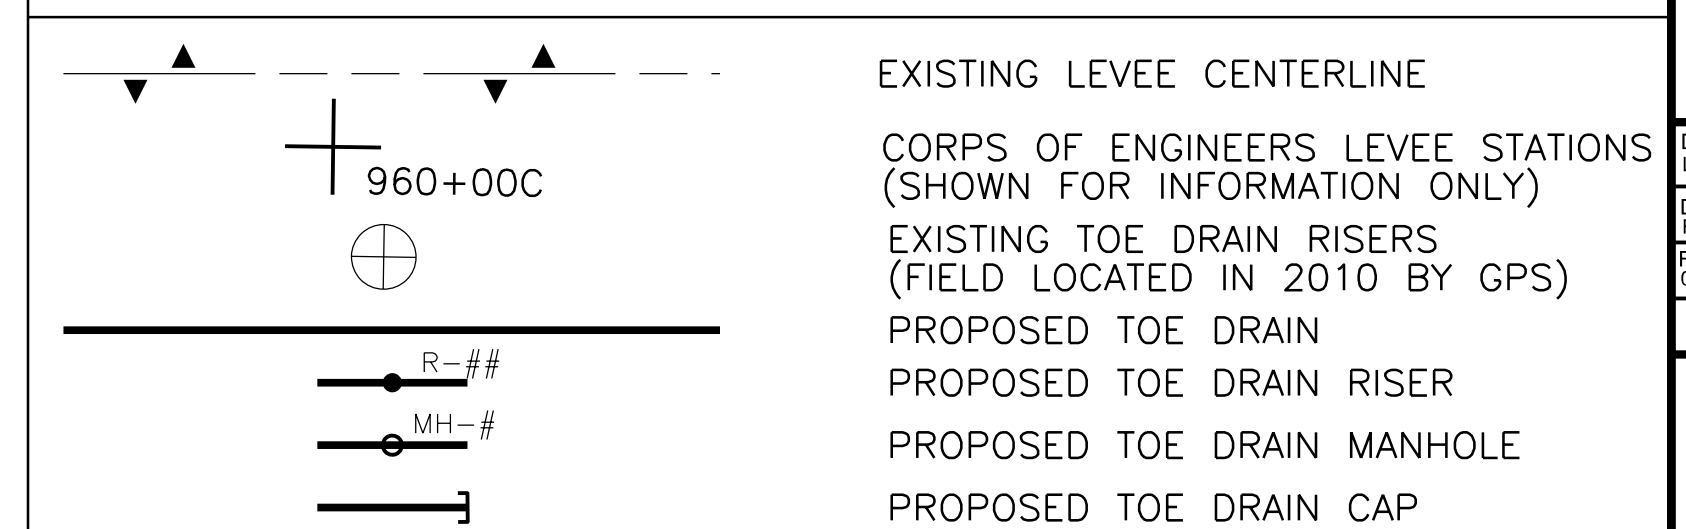 EXISTING LEVEE CENTERLINE
960+00C
CORPS OF ENGINEERS LEVEE STATIONS
(SHOWN FOR INFORMATION ONLY)
EXISTING TOE DRAIN RISERS
(FIELD LOCATED IN 2010 BY GPS)
PROPOSED TOE DRAIN
R-##
PROPOSED TOE DRAIN RISER
MH-#
PROPOSED TOE DRAIN MANHOLE
PROPOSED TOE DRAIN CAP